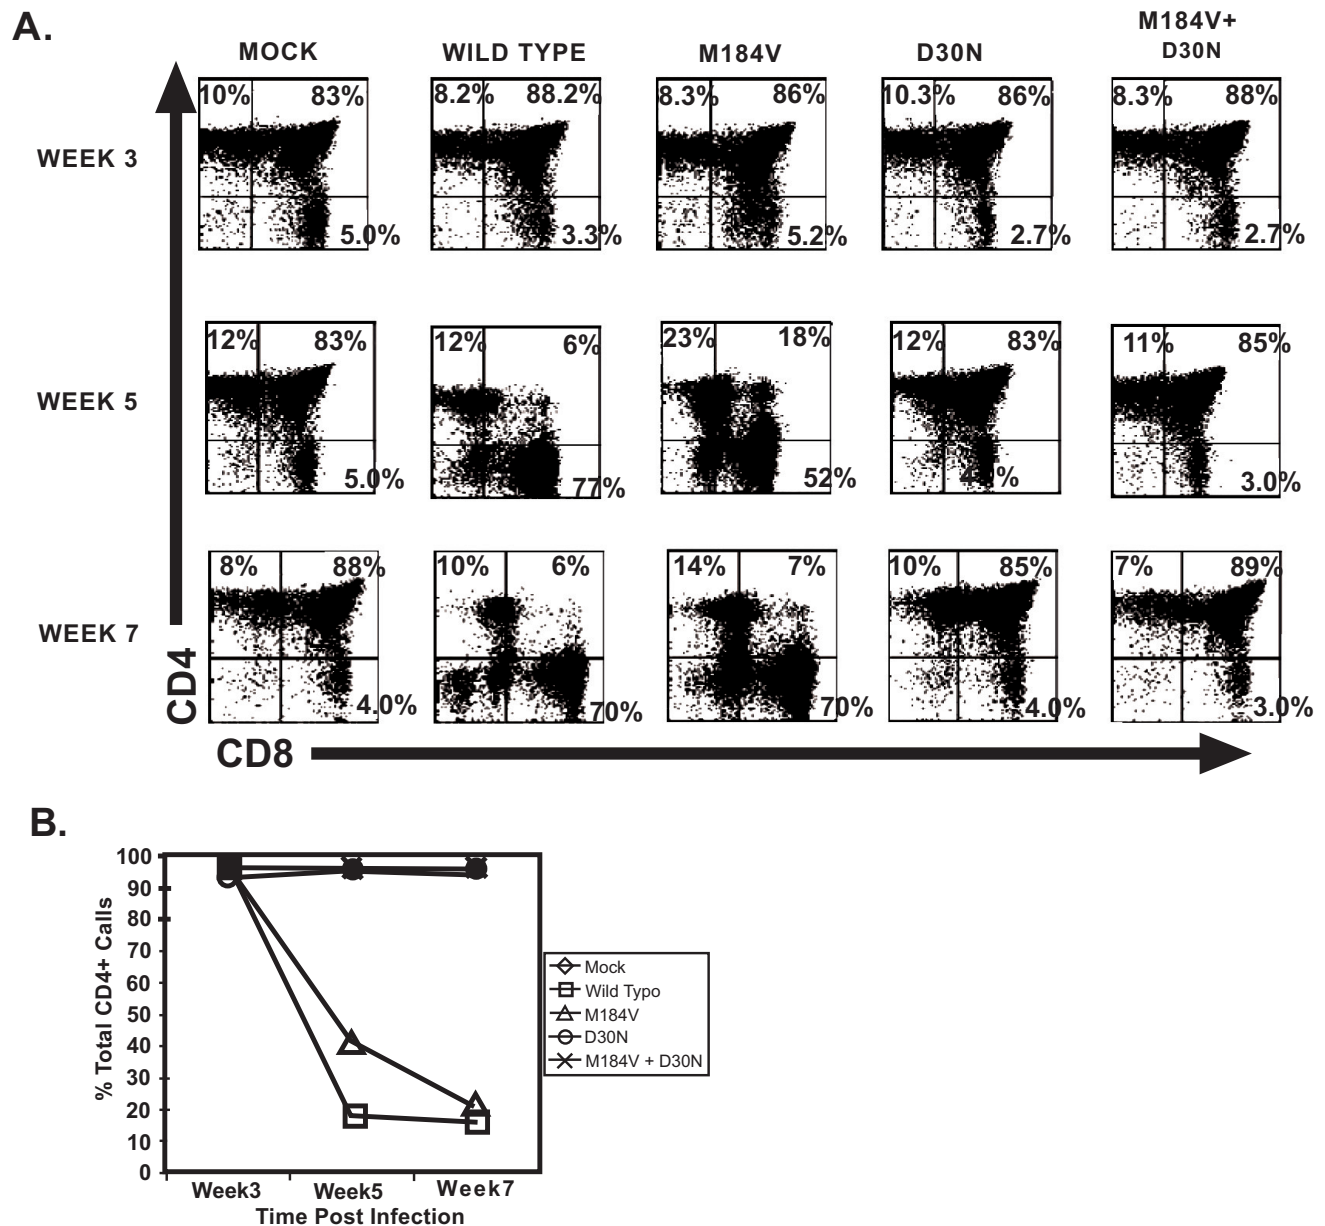 A.
MOCK
WILD TYPE
M184V
D30N
M184V+
D30N
WEEK 3
10% 83%
5.0%
8.2% 88.2%
3.3%
8.3% 86%
5.2%
10.3% 86%
2.7%
8.3% 88%
2.7%
WEEK 5
12% 83%
5.0%
12% 6%
77%
23% 18%
52%
12% 83%
11% 85%
3.0%
WEEK 7
8% 88%
4.0%
10% 6%
70%
14% 7%
70%
10% 85%
4.0%
7% 89%
3.0%
CD4
CD8
B.
100
90
80
70
60
50
40
30
20
10
0
% Total CD4+ Calls
Week3
Week5
Week7
Time Post Infection
Mock
Wild Typo
M184V
D30N
M184V + D30N